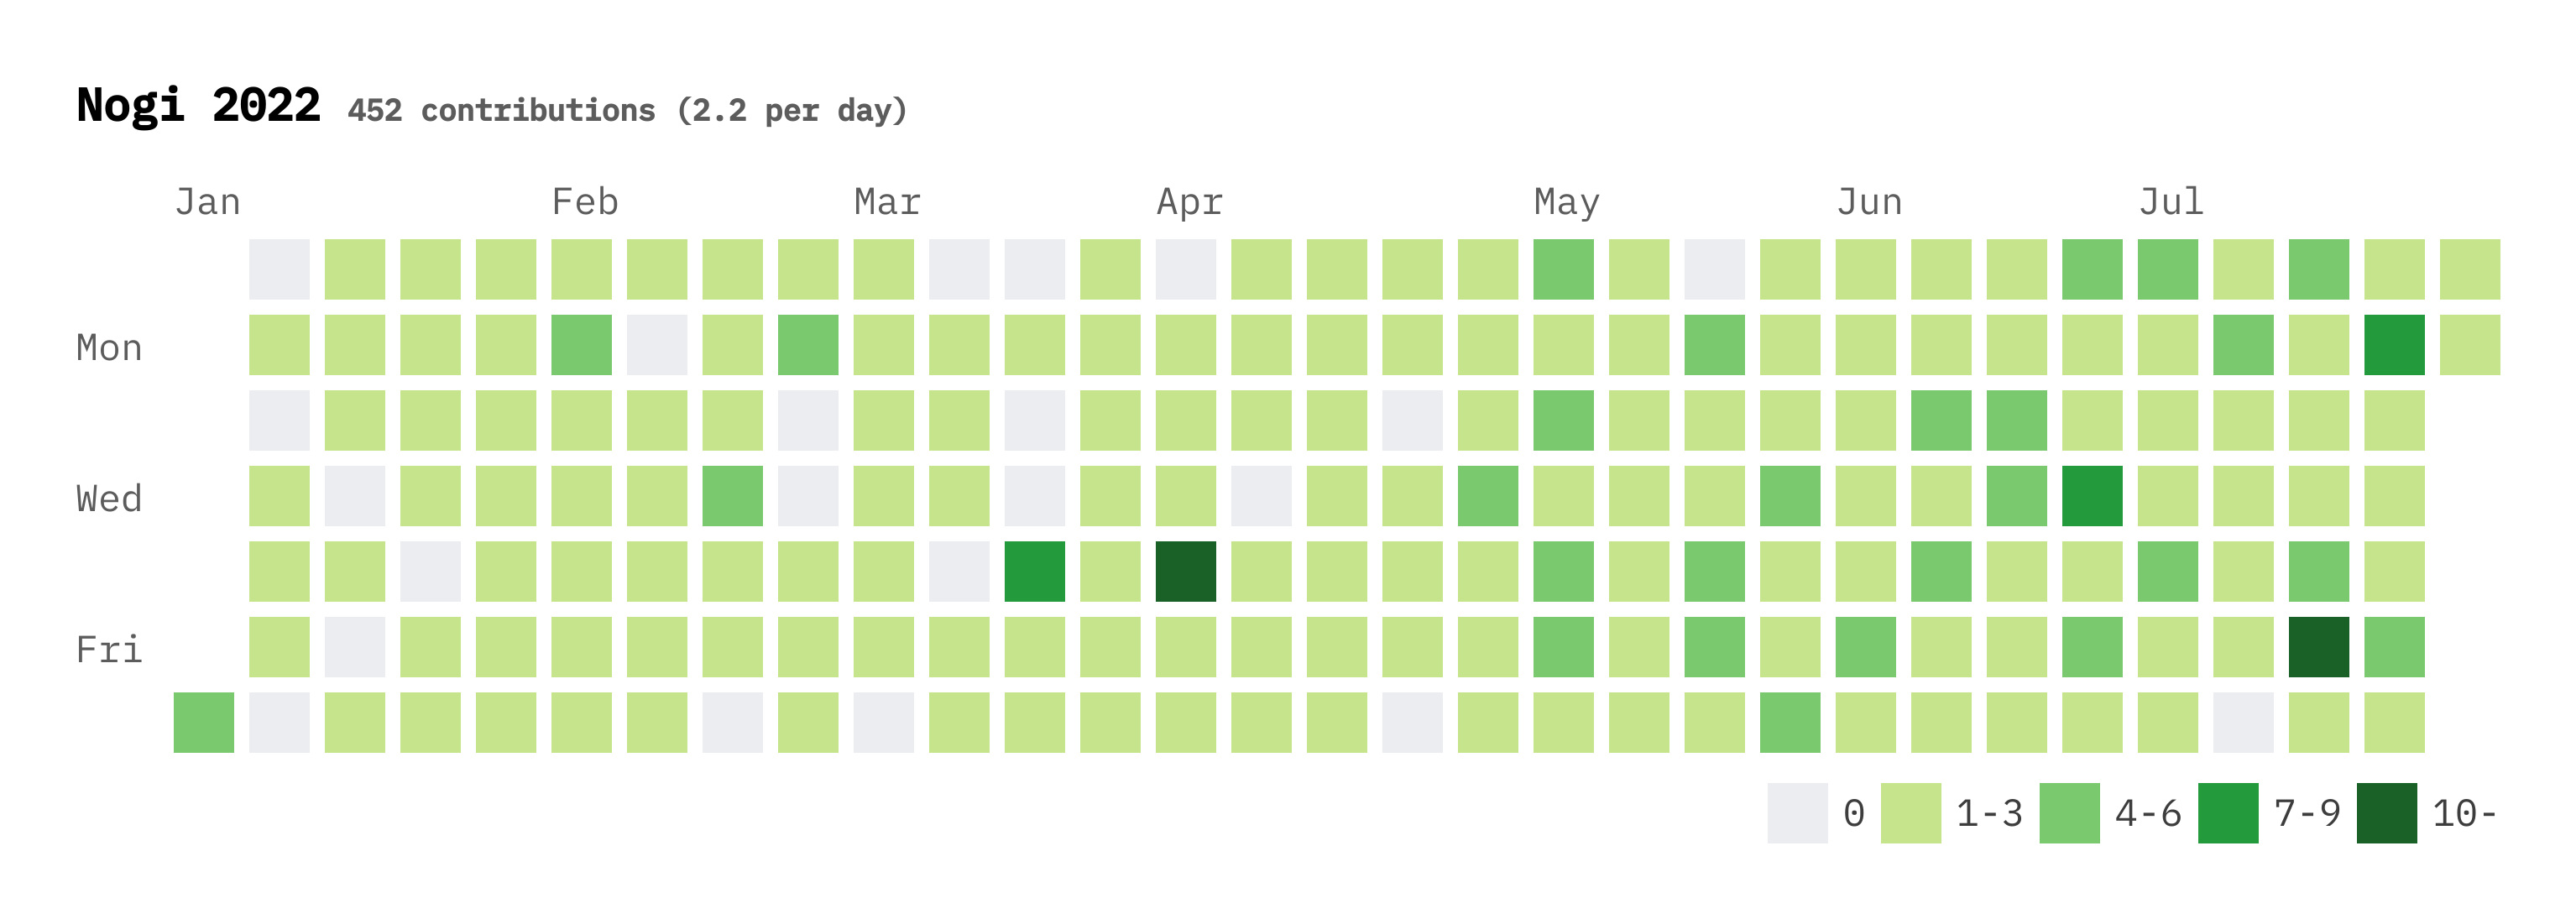 Nogi 2022 452 contributions (2.2 per day)
Jan Feb Mar Apr May Jun Jul
Mon
Wed
Fri
0 1-3 4-6 7-9 10-